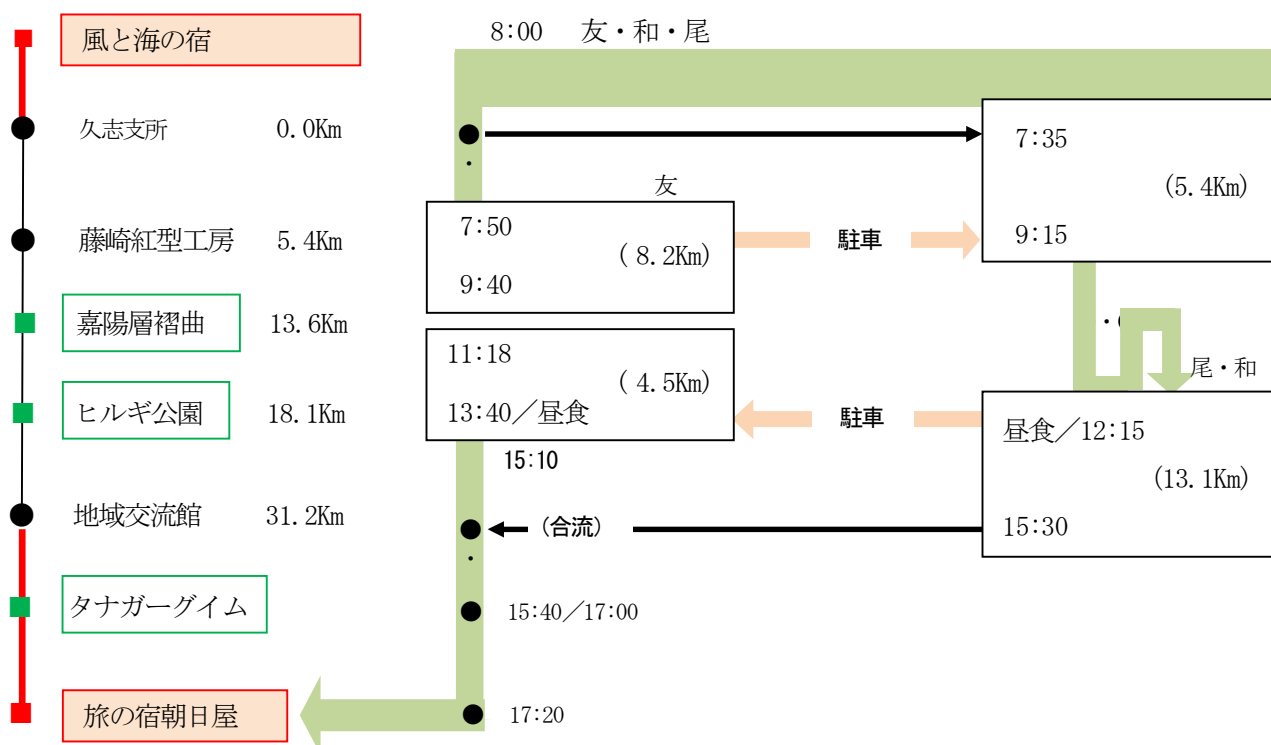 風と海の宿
8:00 友・和・尾
久志支所 0.0Km
7:35
(5.4Km)
9:15
友
藤崎紅型工房 5.4Km
7:50
( 8.2Km)
9:40
駐車
嘉陽層褶曲 13.6Km
尾・和
11:18
( 4.5Km)
13:40／昼食
駐車
ヒルギ公園 18.1Km
昼食／12:15
(13.1Km)
15:30
15:10
地域交流館 31.2Km
(合流)
タナガーグイム
15:40／17:00
旅の宿朝日屋
17:20